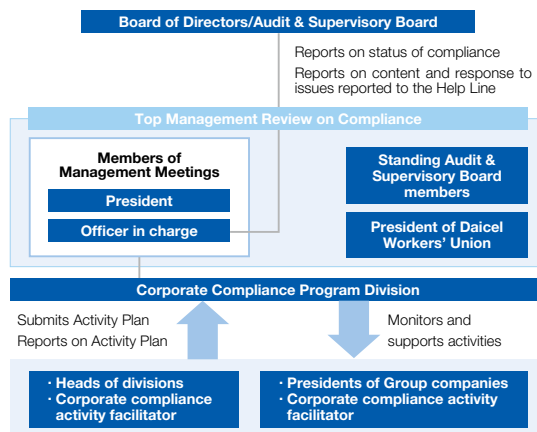 Board of Directors/Audit & Supervisory Board
Reports on status of compliance
Reports on content and response to
issues reported to the Help Line
Top Management Review on Compliance
Members of
Management Meetings
President
Officer in charge
Standing Audit &
Supervisory Board
members
President of Daicel
Workers’ Union
Corporate Compliance Program Division
Submits Activity Plan
Reports on Activity Plan
Monitors and
supports activities
· Heads of divisions
· Corporate compliance
activity facilitator
· Presidents of Group companies
· Corporate compliance activity
facilitator